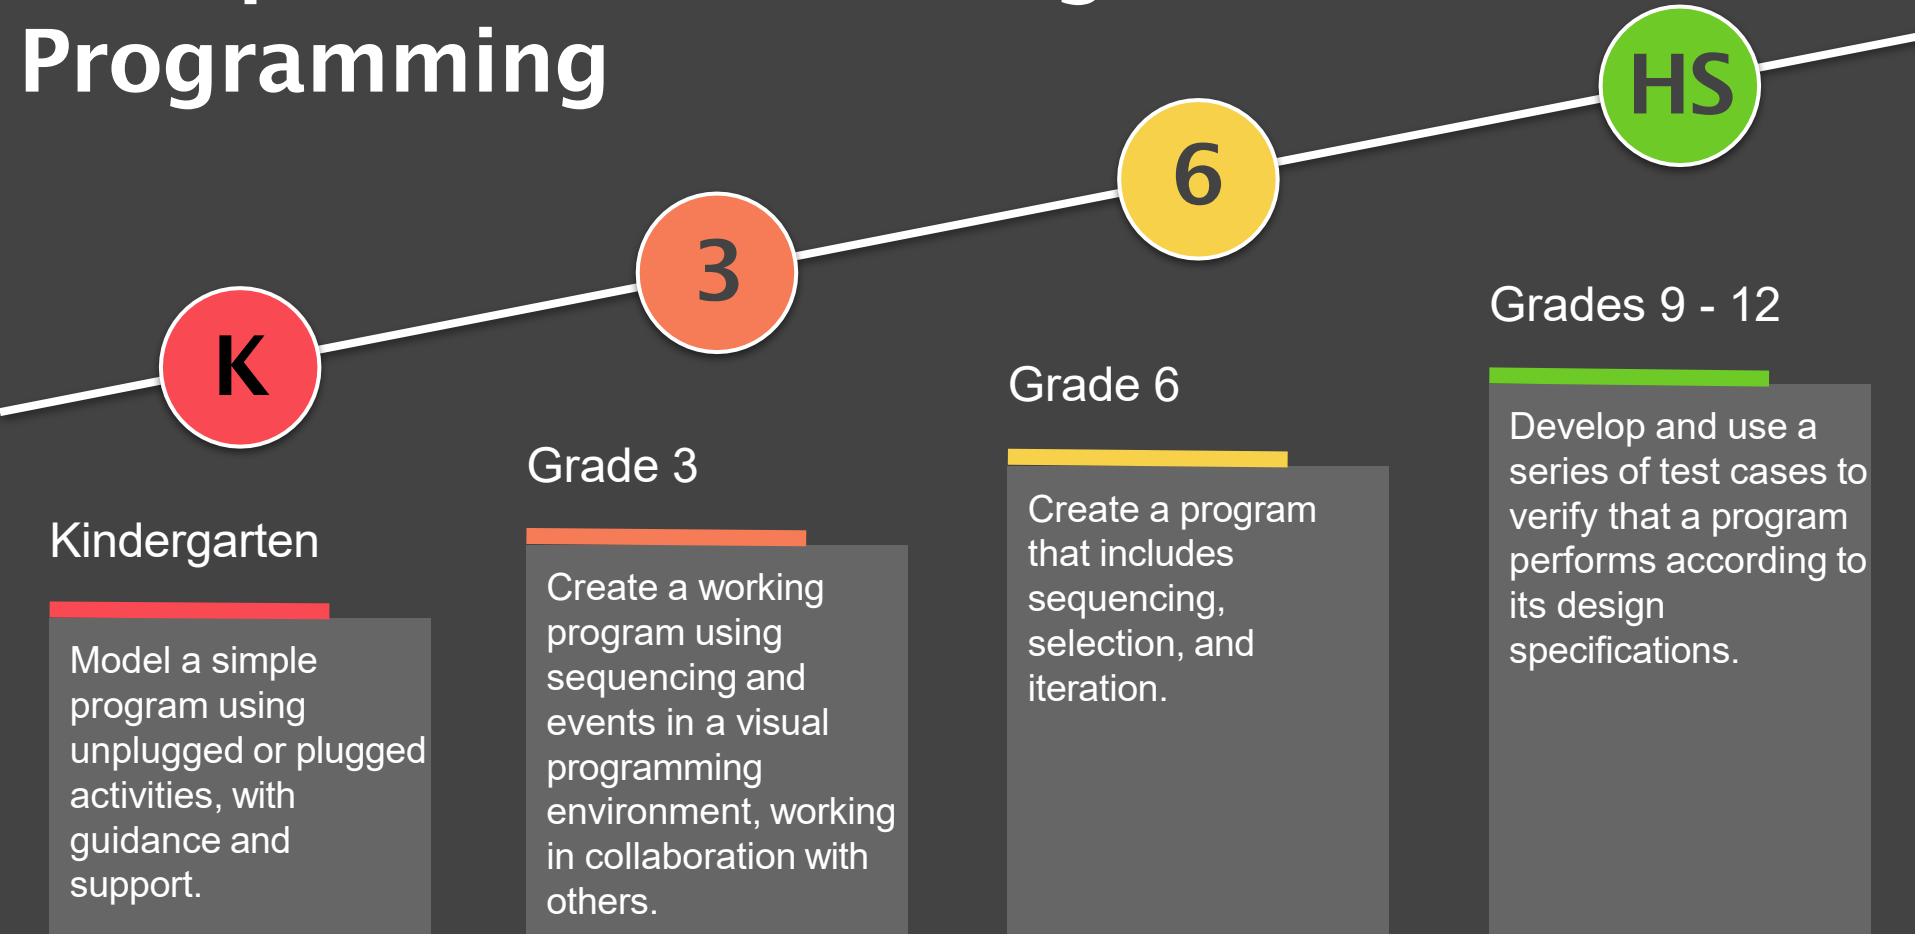 Programming
HS
6
3
K
Grades 9 - 12
Develop and use a
series of test cases to
verify that a program
performs according to
its design
specifications.
Grade 6
Create a program
that includes
sequencing,
selection, and
iteration.
Grade 3
Create a working
program using
sequencing and
events in a visual
programming
environment, working
in collaboration with
others.
Kindergarten
Model a simple
program using
unplugged or plugged
activities, with
guidance and
support.